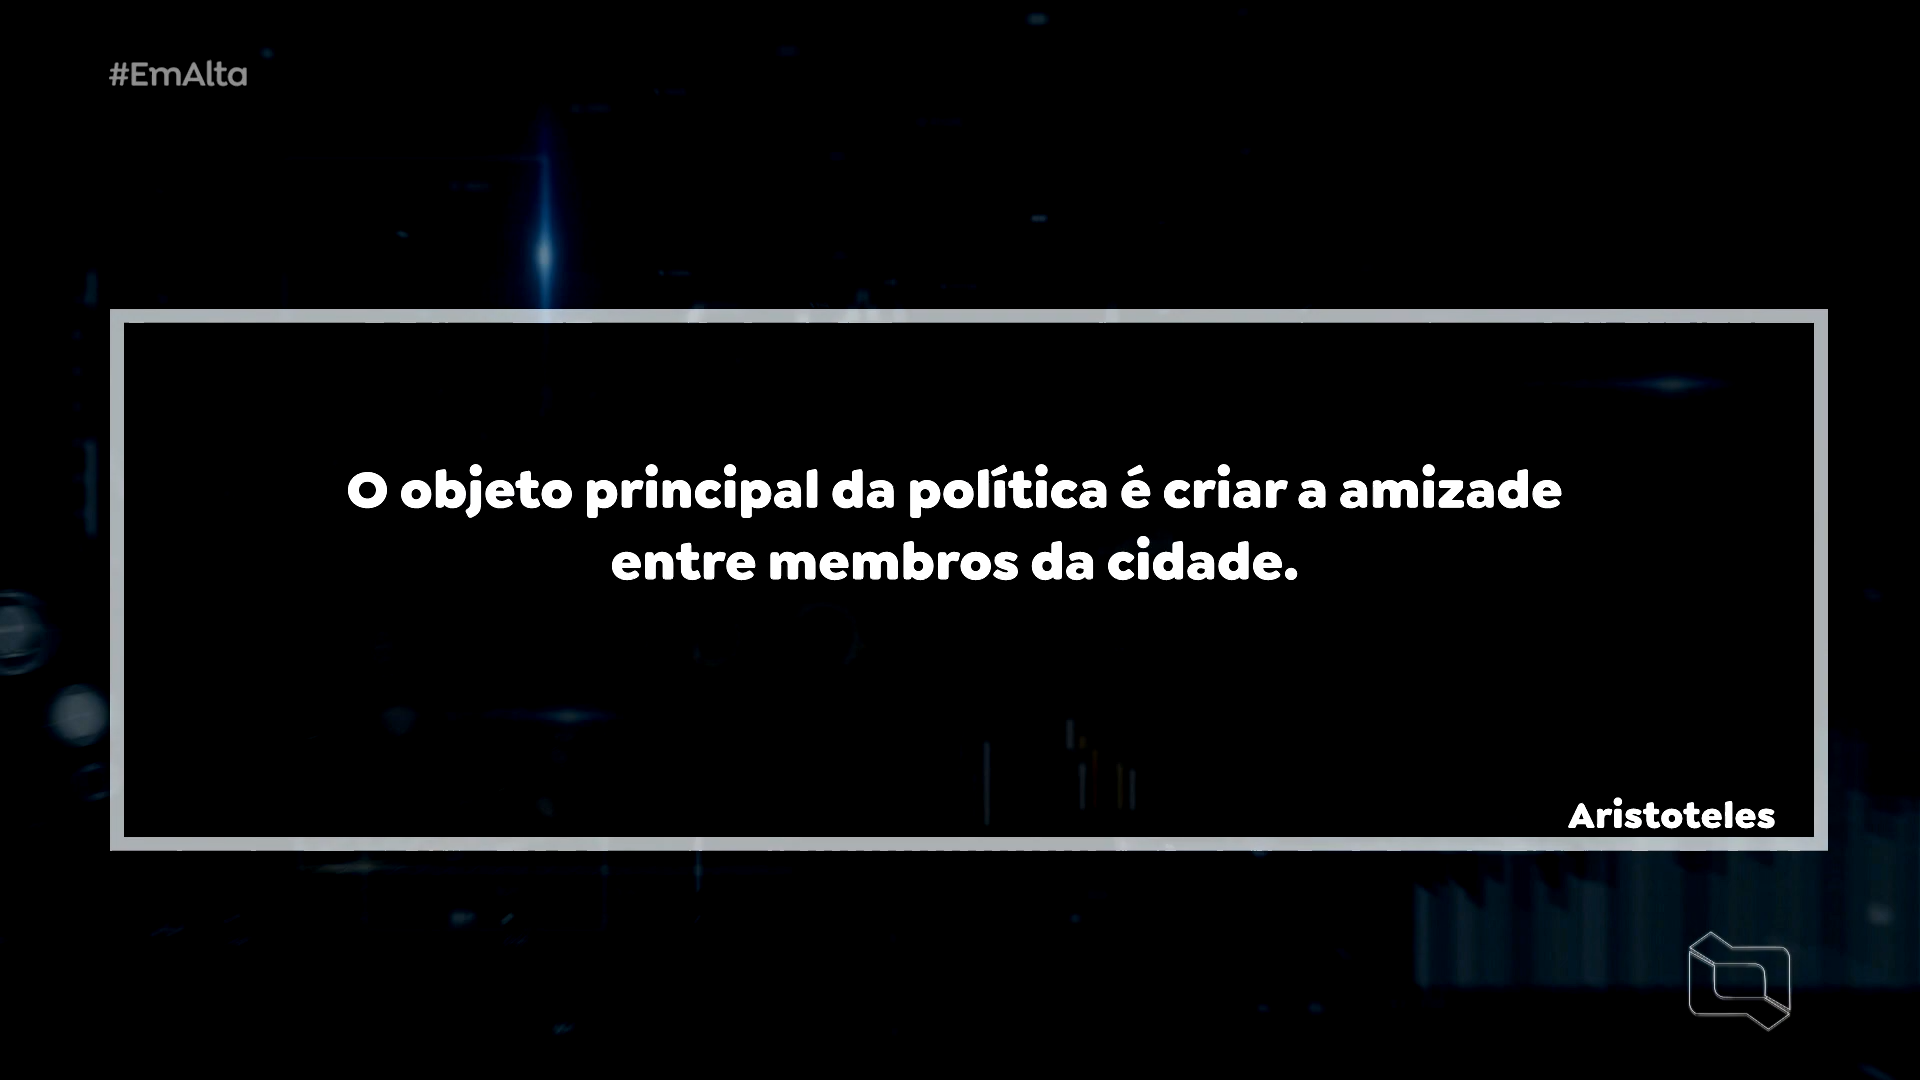 #EmAlta
O objeto principal da política é criar a amizade
entre membros da cidade.
Aristoteles